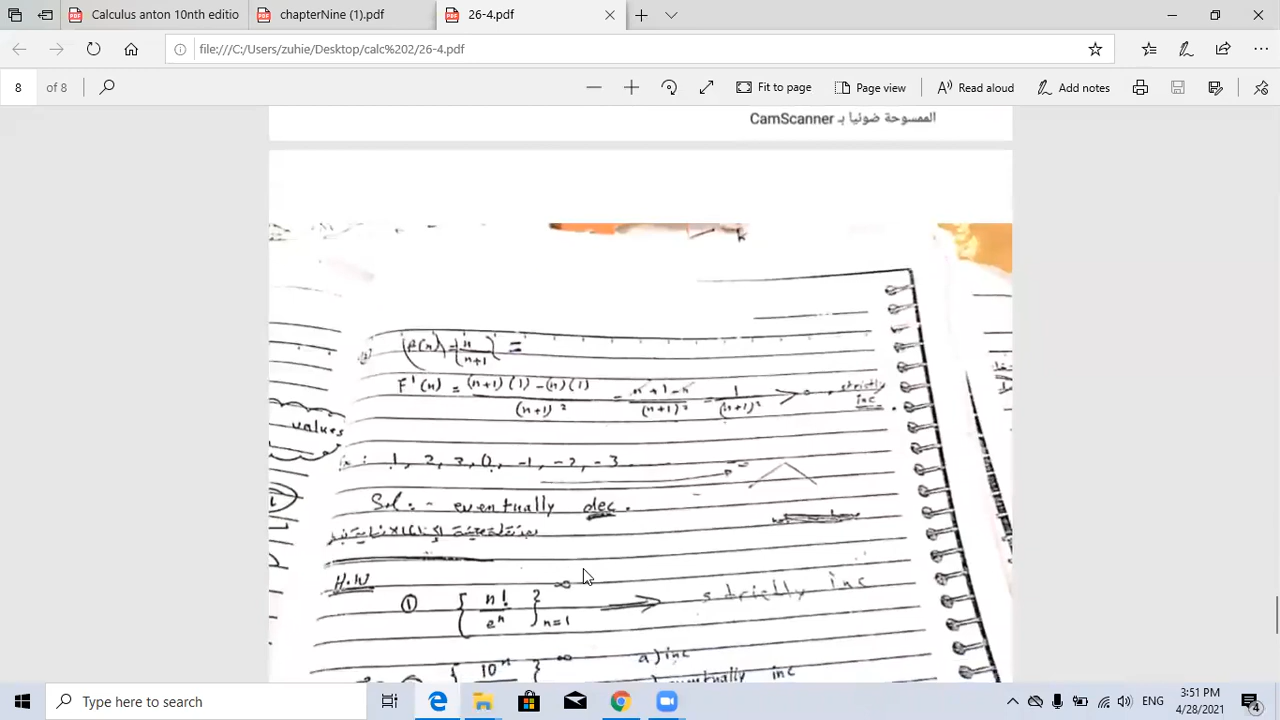 Calculus anton 10th editio
chapterNine (1).pdf
26-4.pdf
file:///C:/Users/zuhie/Desktop/calc%202/26-4.pdf
8 of 8
Fit to page
Page view
Read aloud
Add notes
الممسوحة ضوئيا بـ CamScanner
(f(n) = n/(n+1)) =
F'(n) = (n+1)(1) - (n)(1) / (n+1)² = n+1-n / (n+1)² = 1 / (n+1)² > 0, strictly inc.
values
1, 2, 3, 0, -1, -2, -3
Sol: - eventually dec.
H.W
① { n! / eⁿ }∞ n=1 ⟹ strictly inc
{ 10ⁿ }∞ a) inc
eventually inc
Type here to search
ENG
3:51 PM
4/28/2021
4